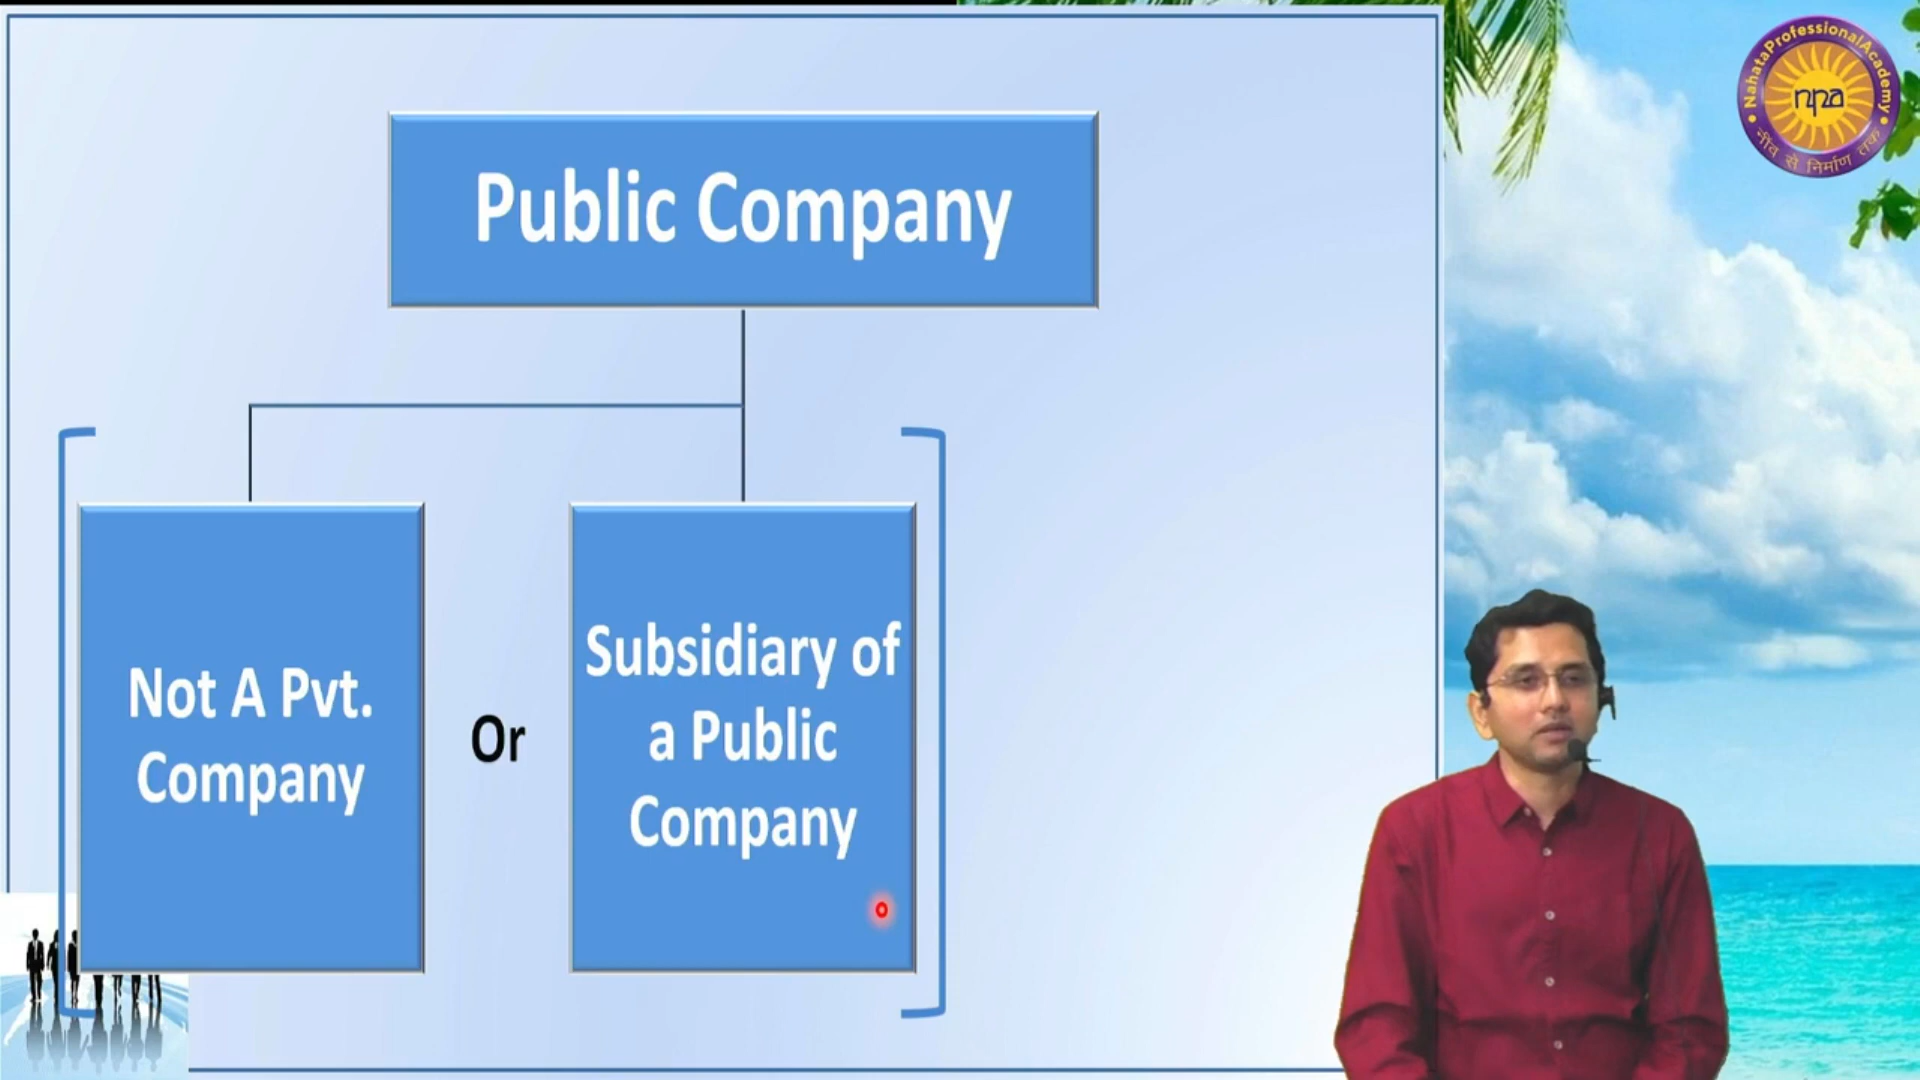 Public Company
Not A Pvt.
Company
Or
Subsidiary of
a Public
Company
NahataProfessionalAcademy
npa
नींव से निर्माण तक